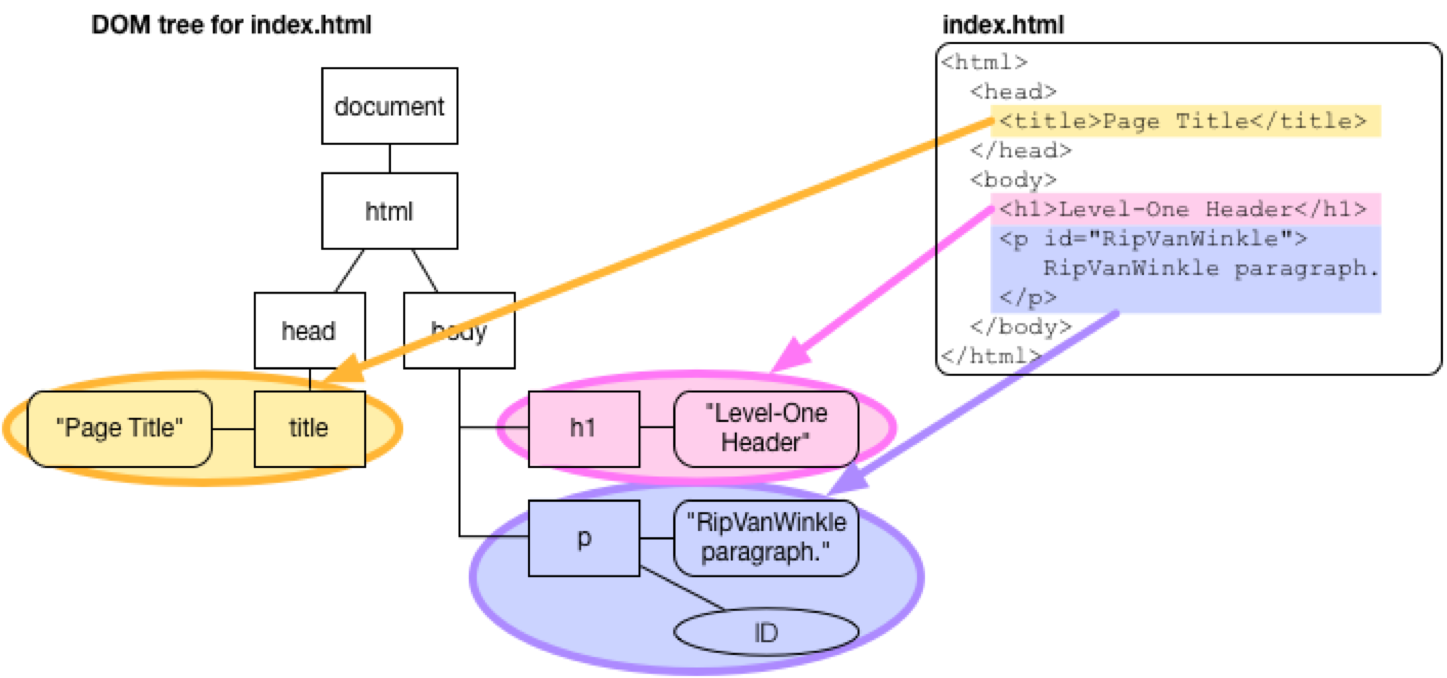 DOM tree for index.html
document
html
head
body
"Page Title"
title
h1
"Level-One
Header"
p
"RipVanWinkle
paragraph."
ID
index.html
<html>
<head>
<title>Page Title</title>
</head>
<body>
<h1>Level-One Header</h1>
<p id="RipVanWinkle">
RipVanWinkle paragraph.
</p>
</body>
</html>